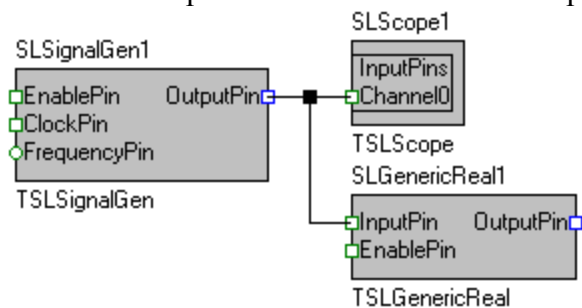 SLSignalGen1
EnablePin OutputPin
ClockPin
FrequencyPin
TSLSignalGen
SLScope1
InputPins
Channel0
TSLScope
SLGenericReal1
InputPin OutputPin
EnablePin
TSLGenericReal